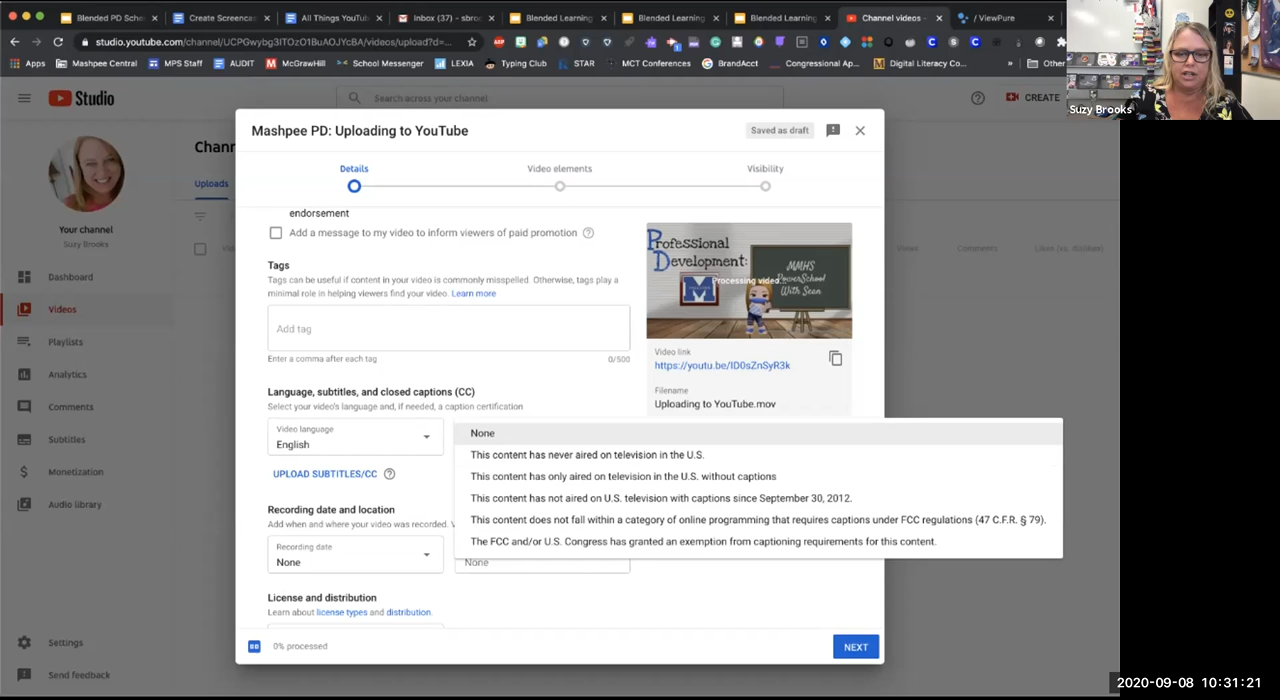 Blended PD Sche
Create Screencast
All Things YouTub
Inbox (37) - sbroo
Blended Learning
Blended Learning
Blended Learning
Channel videos -
/ ViewPure
studio.youtube.com/channel/UCPGwybg3ITOzO1BuAOJYcBA/videos/upload?d=...
Apps
Mashpee Central
MPS Staff
AUDIT
McGrawHill
School Messenger
LEXIA
Typing Club
STAR
MCT Conferences
BrandAcct
Congressional Ap...
Digital Literacy Co...
»
Other
Suzy Brooks
Studio
Search across your channel
CREATE
Your channel
Suzy Brooks
Dashboard
Videos
Playlists
Analytics
Comments
Subtitles
Monetization
Audio library
Settings
Send feedback
Chann
Uploads
Vid
Views
Comments
Likes (vs. dislikes)
Mashpee PD: Uploading to YouTube
Saved as draft
Details
Video elements
Visibility
endorsement
Add a message to my video to inform viewers of paid promotion
Tags
Tags can be useful if content in your video is commonly misspelled. Otherwise, tags play a
minimal role in helping viewers find your video. Learn more
Add tag
Enter a comma after each tag
0/500
Language, subtitles, and closed captions (CC)
Select your video's language and, if needed, a caption certification
Video language
English
UPLOAD SUBTITLES/CC
Recording date and location
Add when and where your video was recorded. V
Recording date
None
None
License and distribution
Learn about license types and distribution.
0% processed
NEXT
Professional
Development:
MMHS
PowerSchool
With Sean
Processing video...
Video link
https://youtu.be/ID0sZnSyR3k
Filename
Uploading to YouTube.mov
None
This content has never aired on television in the U.S.
This content has only aired on television in the U.S. without captions
This content has not aired on U.S. television with captions since September 30, 2012.
This content does not fall within a category of online programming that requires captions under FCC regulations (47 C.F.R. § 79).
The FCC and/or U.S. Congress has granted an exemption from captioning requirements for this content.
2020-09-08 10:31:21